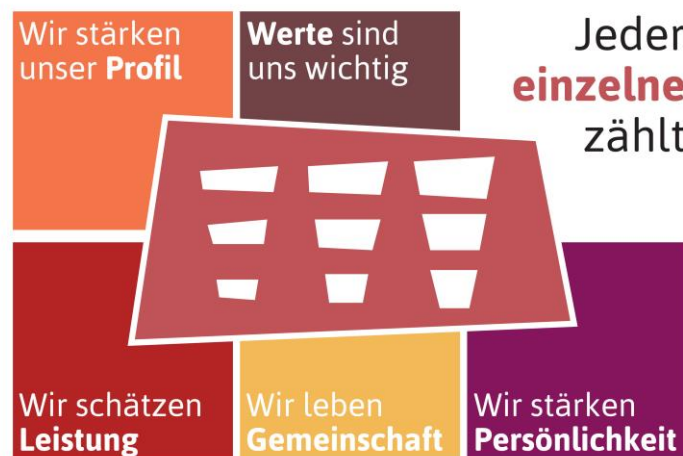 Wir stärken
unser Profil
Werte sind
uns wichtig
Jeder
einzelne
zählt
Wir schätzen
Leistung
Wir leben
Gemeinschaft
Wir stärken
Persönlichkeit